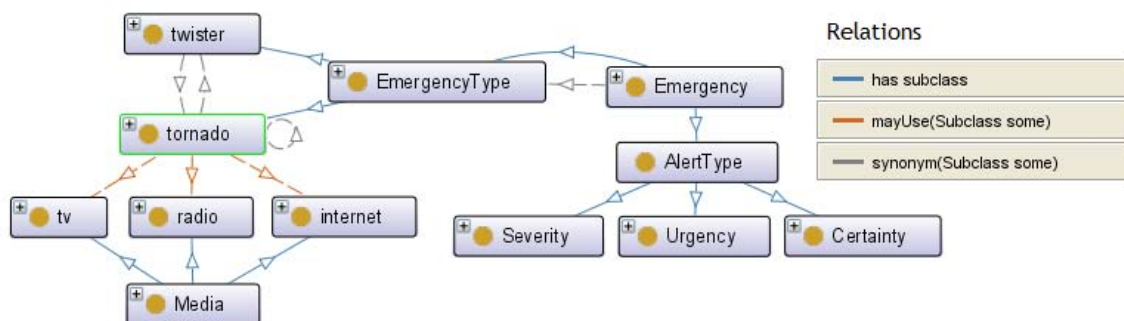 twister
Relations
EmergencyType
Emergency
has subclass
tornado
mayUse(Subclass some)
AlertType
synonym(Subclass some)
tv
radio
internet
Severity
Urgency
Certainty
Media